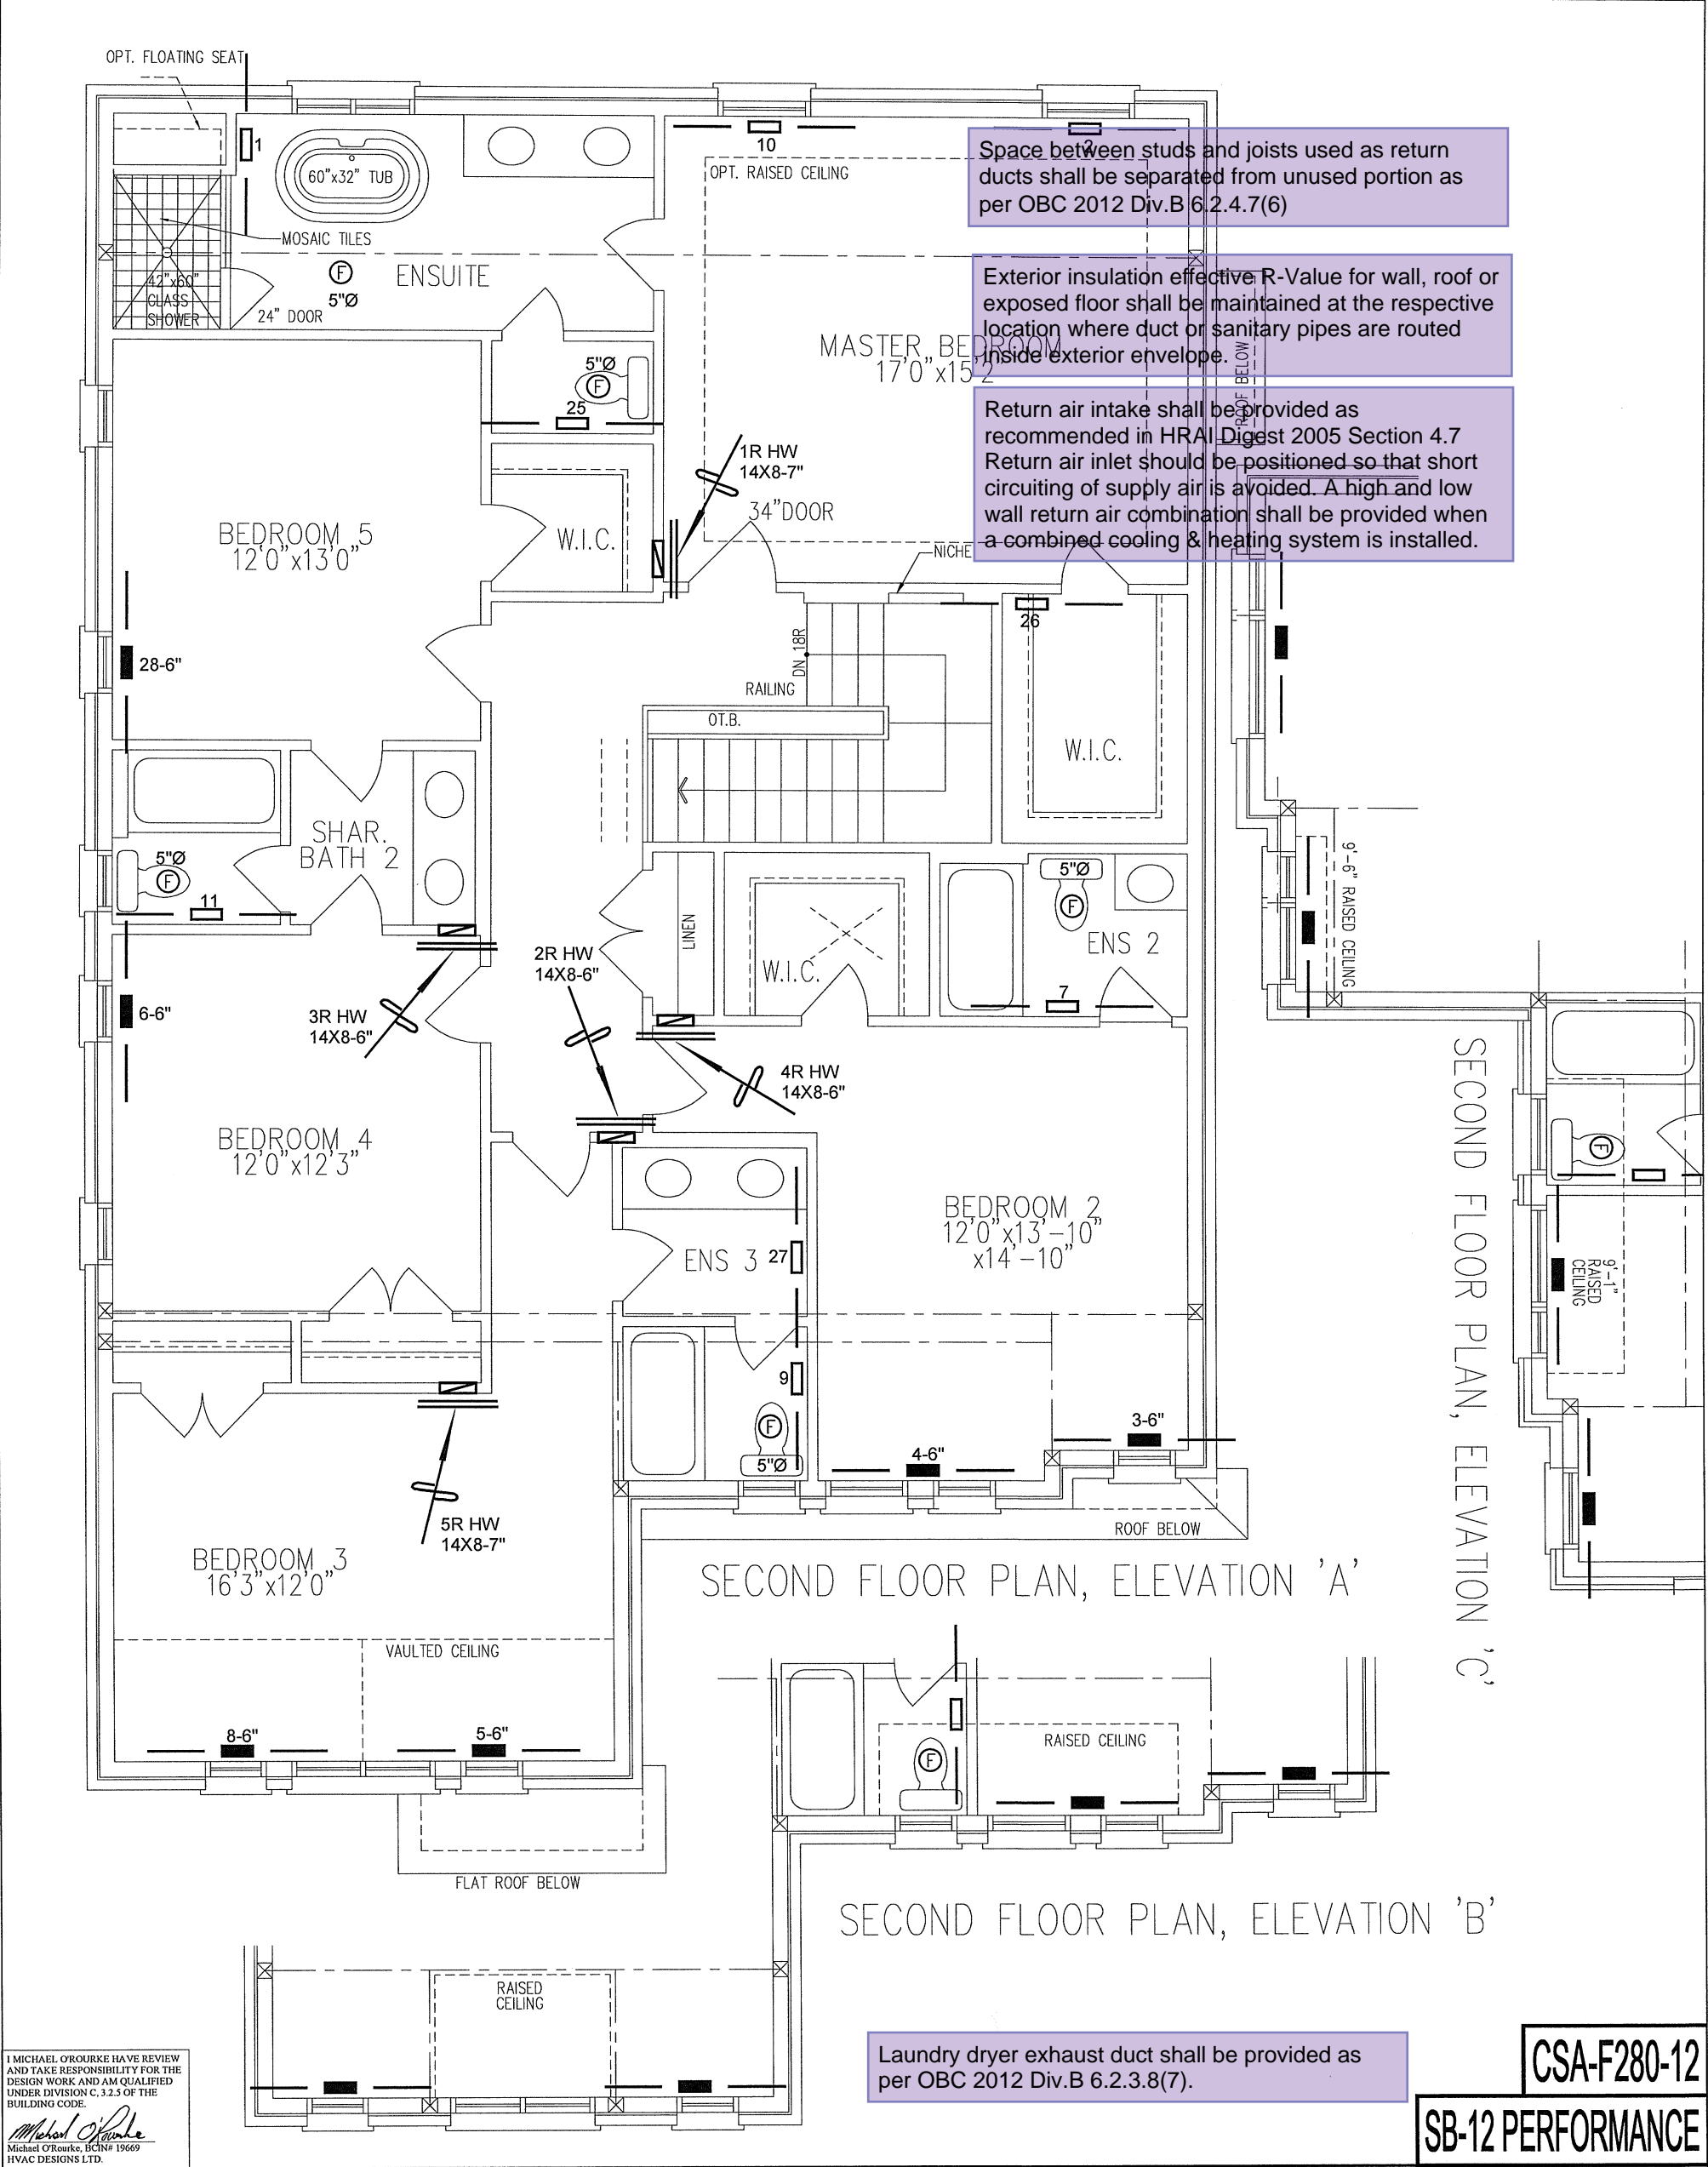 OPT. FLOATING SEAT
1
60"x32" TUB
10
2
OPT. RAISED CEILING
Space between studs and joists used as return
ducts shall be separated from unused portion as
per OBC 2012 Div.B 6.2.4.7(6)
MOSAIC TILES
F
5"Ø
ENSUITE
42"x60"
GLASS
SHOWER
24" DOOR
Exterior insulation effective R-Value for wall, roof or
exposed floor shall be maintained at the respective
location where duct or sanitary pipes are routed
inside exterior envelope.
MASTER BEDROOM
17'0"x15'2"
ROOF BELOW
5"Ø
F
25
Return air intake shall be provided as
recommended in HRAI Digest 2005 Section 4.7
Return air inlet should be positioned so that short
circuiting of supply air is avoided. A high and low
wall return air combination shall be provided when
a combined cooling & heating system is installed.
1R HW
14X8-7"
34"DOOR
BEDROOM 5
12'0"x13'0"
W.I.C.
NICHE
26
DN 18R
28-6"
RAILING
OT.B.
W.I.C.
SHAR.
BATH 2
5"Ø
F
11
LINEN
W.I.C.
5"Ø
F
ENS 2
7
9'-6" RAISED CEILING
2R HW
14X8-6"
3R HW
14X8-6"
6-6"
4R HW
14X8-6"
BEDROOM 4
12'0"x12'3"
BEDROOM 2
12'0"x13'-10"
x14'-10"
ENS 3
27
9
F
5"Ø
3-6"
4-6"
F
9'-1"
RAISED
CEILING
SECOND FLOOR PLAN, ELEVATION 'C'
5R HW
14X8-7"
ROOF BELOW
BEDROOM 3
16'3"x12'0"
SECOND FLOOR PLAN, ELEVATION 'A'
VAULTED CEILING
8-6"
5-6"
RAISED CEILING
F
FLAT ROOF BELOW
SECOND FLOOR PLAN, ELEVATION 'B'
RAISED
CEILING
Laundry dryer exhaust duct shall be provided as
per OBC 2012 Div.B 6.2.3.8(7).
CSA-F280-12
SB-12 PERFORMANCE
I MICHAEL O'ROURKE HAVE REVIEW
AND TAKE RESPONSIBILITY FOR THE
DESIGN WORK AND AM QUALIFIED
UNDER DIVISION C, 3.2.5 OF THE
BUILDING CODE.
Michael O'Rourke
Michael O'Rourke, BCIN# 19669
HVAC DESIGNS LTD.